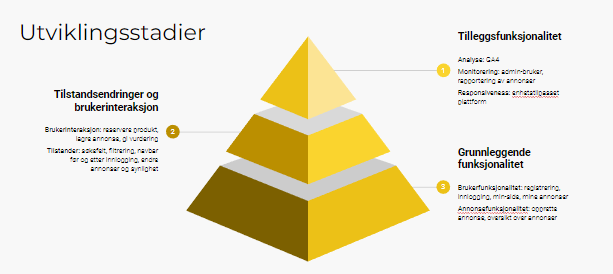 Utviklingsstadier
Tilleggsfunksjonalitet
Analyse: GA4
Monitorering: admin-bruker,
rapportering av annonser
Responsiveness: enhetstilpasset
plattform
1
Tilstandsendringer og
brukerinteraksjon
Brukerinteraksjon: reservere produkt,
lagre annonse, gi vurdering
Tilstander: søkefelt, filtrering, navbar
før og etter innlogging, endre
annonser og synlighet
2
Grunnleggende
funksjonalitet
Brukerfunksjonalitet: registrering,
innlogging, min-side, mine annonser
Annonsefunksjonalitet: opprette
annonse, oversikt over annonser
3